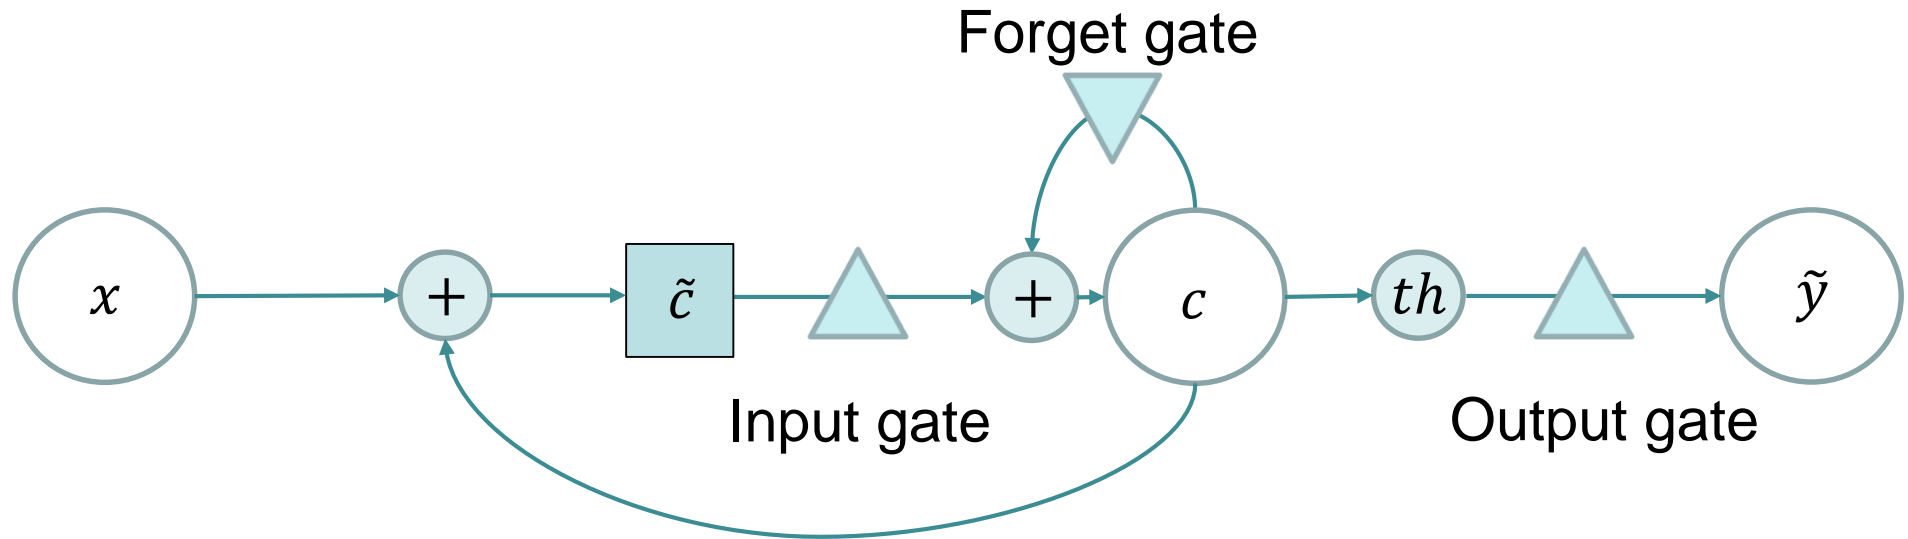 Forget gate
x
+
c̃
+
c
th
ỹ
Input gate
Output gate